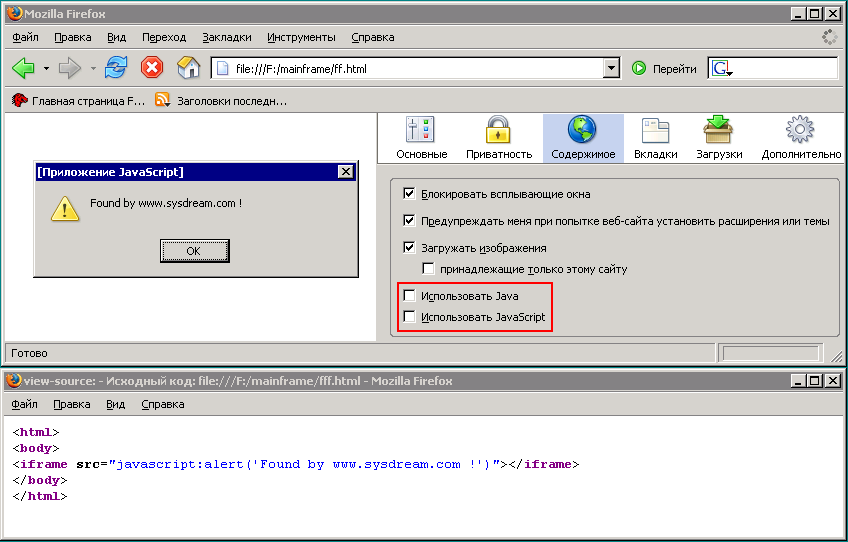 Mozilla Firefox
Файл Правка Вид Переход Закладки Инструменты Справка
file:///F:/mainframe/ff.html Перейти G
Главная страница F... Заголовки последн...
Основные Приватность Содержимое Вкладки Загрузки Дополнительно
[Приложение JavaScript]
Found by www.sysdream.com !
OK
Блокировать всплывающие окна
Предупреждать меня при попытке веб-сайта установить расширения или темы
Загружать изображения
принадлежащие только этому сайту
Использовать Java
Использовать JavaScript
Готово
view-source: - Исходный код: file:///F:/mainframe/fff.html - Mozilla Firefox
Файл Правка Вид Справка
<html>
<body>
<iframe src="javascript:alert('Found by www.sysdream.com !')"></iframe>
</body>
</html>